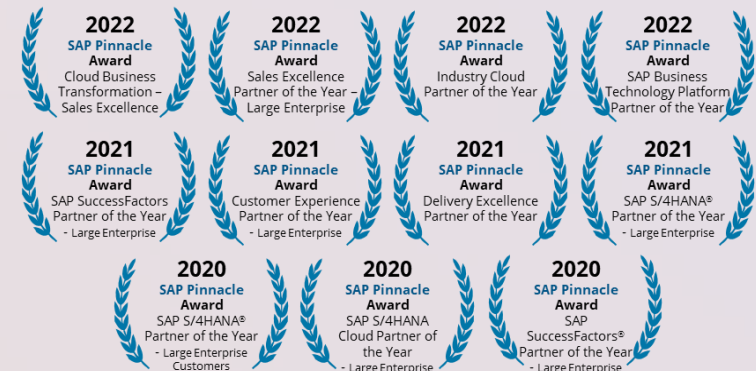 2022
SAP Pinnacle
Award
Cloud Business
Transformation –
Sales Excellence
2022
SAP Pinnacle
Award
Sales Excellence
Partner of the Year –
Large Enterprise
2022
SAP Pinnacle
Award
Industry Cloud
Partner of the Year
2022
SAP Pinnacle
Award
SAP Business
Technology Platform
Partner of the Year
2021
SAP Pinnacle
Award
SAP SuccessFactors
Partner of the Year
- Large Enterprise
2021
SAP Pinnacle
Award
Customer Experience
Partner of the Year
- Large Enterprise
2021
SAP Pinnacle
Award
Delivery Excellence
Partner of the Year
2021
SAP Pinnacle
Award
SAP S/4HANA®
Partner of the Year
- Large Enterprise
2020
SAP Pinnacle
Award
SAP S/4HANA®
Partner of the Year
- Large Enterprise
Customers
2020
SAP Pinnacle
Award
SAP S/4HANA
Cloud Partner of
the Year
- Large Enterprise
2020
SAP Pinnacle
Award
SAP
SuccessFactors®
Partner of the Year
- Large Enterprise